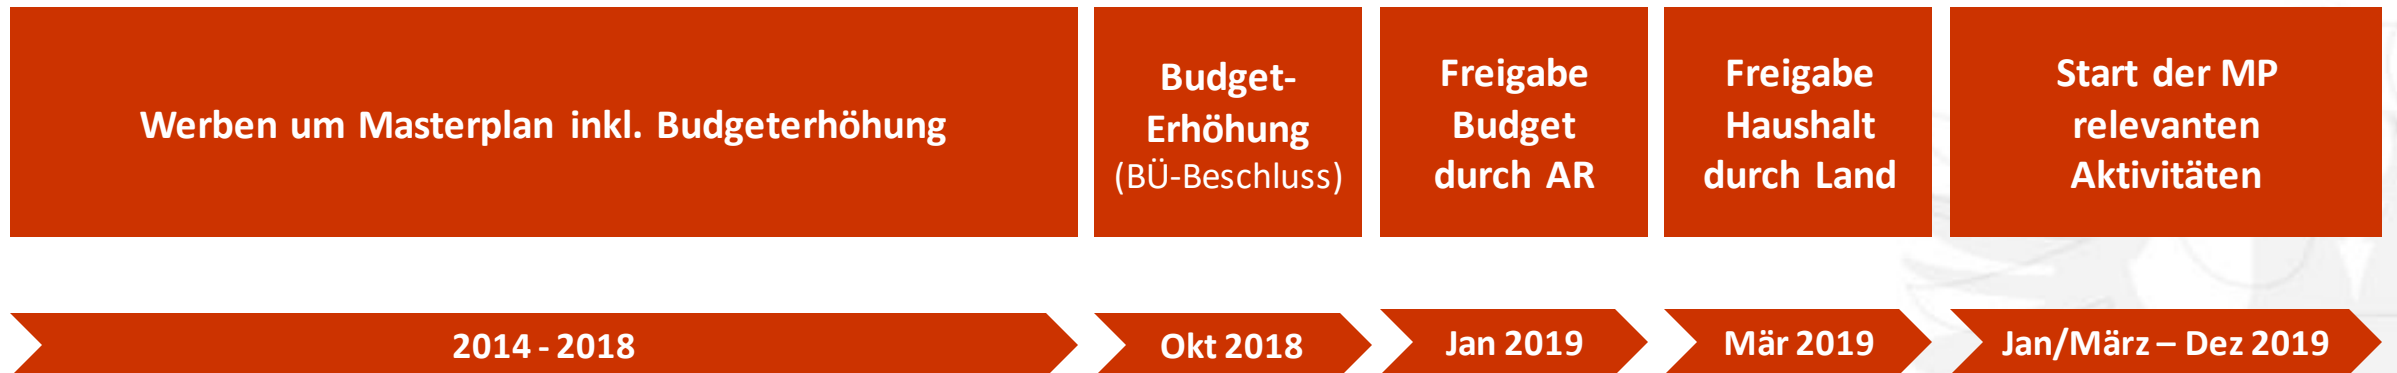 Werben um Masterplan inkl. Budgeterhöhung
Budget-
Erhöhung
(BÜ-Beschluss)
Freigabe
Budget
durch AR
Freigabe
Haushalt
durch Land
Start der MP
relevanten
Aktivitäten
2014 - 2018
Okt 2018
Jan 2019
Mär 2019
Jan/März – Dez 2019